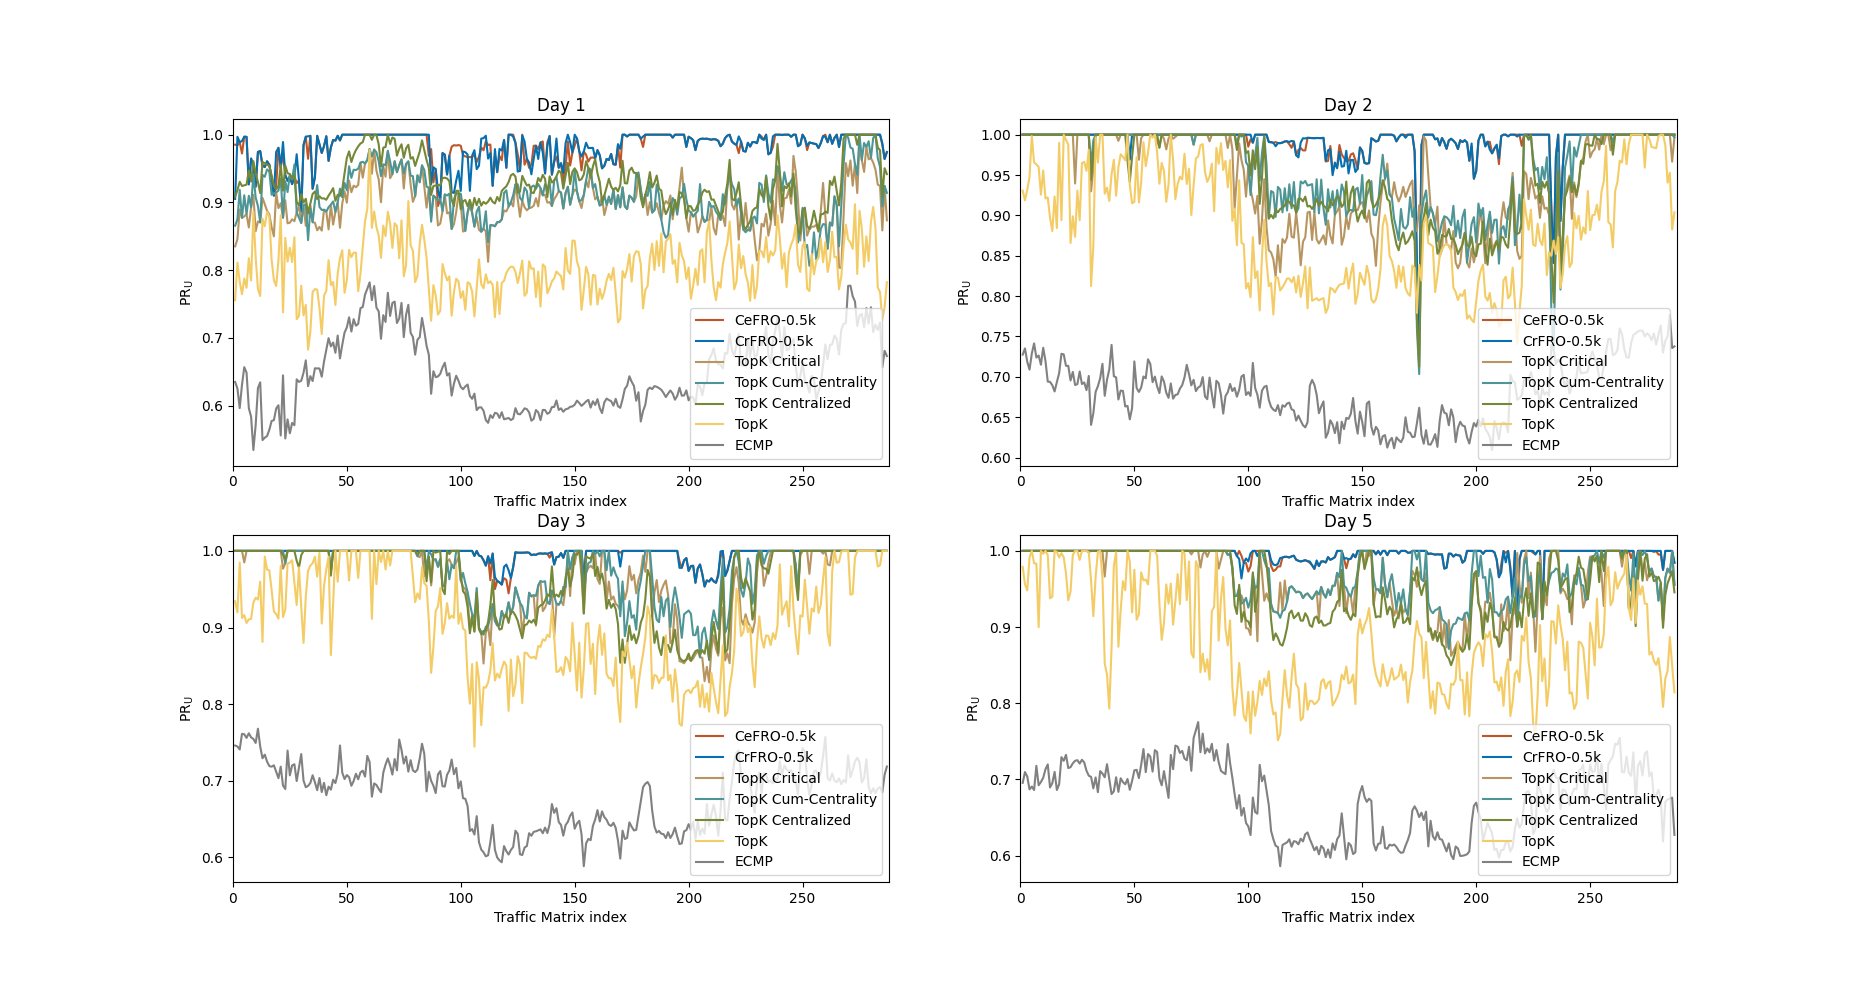 Day 1
1.0
0.9
0.8
0.7
0.6
PRU
0 50 100 150 200 250
Traffic Matrix index
CeFRO-0.5k
CrFRO-0.5k
TopK Critical
TopK Cum-Centrality
TopK Centralized
TopK
ECMP
Day 2
1.00
0.95
0.90
0.85
0.80
0.75
0.70
0.65
0.60
PRU
0 50 100 150 200 250
Traffic Matrix index
CeFRO-0.5k
CrFRO-0.5k
TopK Critical
TopK Cum-Centrality
TopK Centralized
TopK
ECMP
Day 3
1.0
0.9
0.8
0.7
0.6
PRU
0 50 100 150 200 250
Traffic Matrix index
CeFRO-0.5k
CrFRO-0.5k
TopK Critical
TopK Cum-Centrality
TopK Centralized
TopK
ECMP
Day 5
1.0
0.9
0.8
0.7
0.6
PRU
0 50 100 150 200 250
Traffic Matrix index
CeFRO-0.5k
CrFRO-0.5k
TopK Critical
TopK Cum-Centrality
TopK Centralized
TopK
ECMP